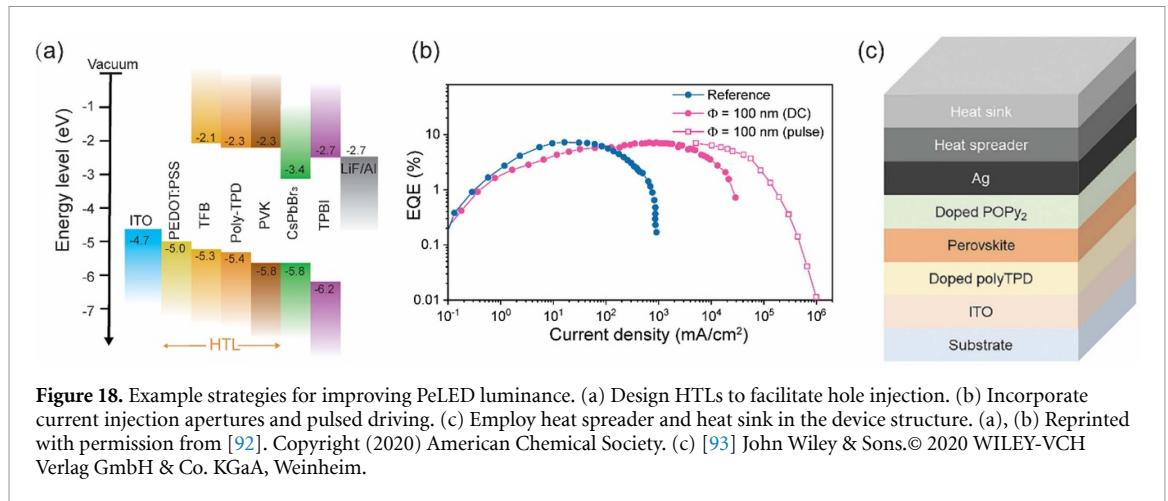 (a)
Vacuum
Energy level (eV)
-1
-2
-3
-4
-5
-6
-7
ITO
-4.7
PEDOT:PSS
-5.0
TFB
-2.1
-5.3
Poly-TPD
-2.3
-5.4
PVK
-2.3
-5.8
CsPbBr₃
-3.4
-5.8
TPBI
-2.7
-6.2
-2.7
LiF/Al
HTL
(b)
Reference
Φ = 100 nm (DC)
Φ = 100 nm (pulse)
EQE (%)
10
1
0.1
0.01
10⁻¹ 10⁰ 10¹ 10² 10³ 10⁴ 10⁵ 10⁶
Current density (mA/cm²)
(c)
Heat sink
Heat spreader
Ag
Doped POPy₂
Perovskite
Doped polyTPD
ITO
Substrate
Figure 18. Example strategies for improving PeLED luminance. (a) Design HTLs to facilitate hole injection. (b) Incorporate
current injection apertures and pulsed driving. (c) Employ heat spreader and heat sink in the device structure. (a), (b) Reprinted
with permission from [92]. Copyright (2020) American Chemical Society. (c) [93] John Wiley & Sons.© 2020 WILEY-VCH
Verlag GmbH & Co. KGaA, Weinheim.